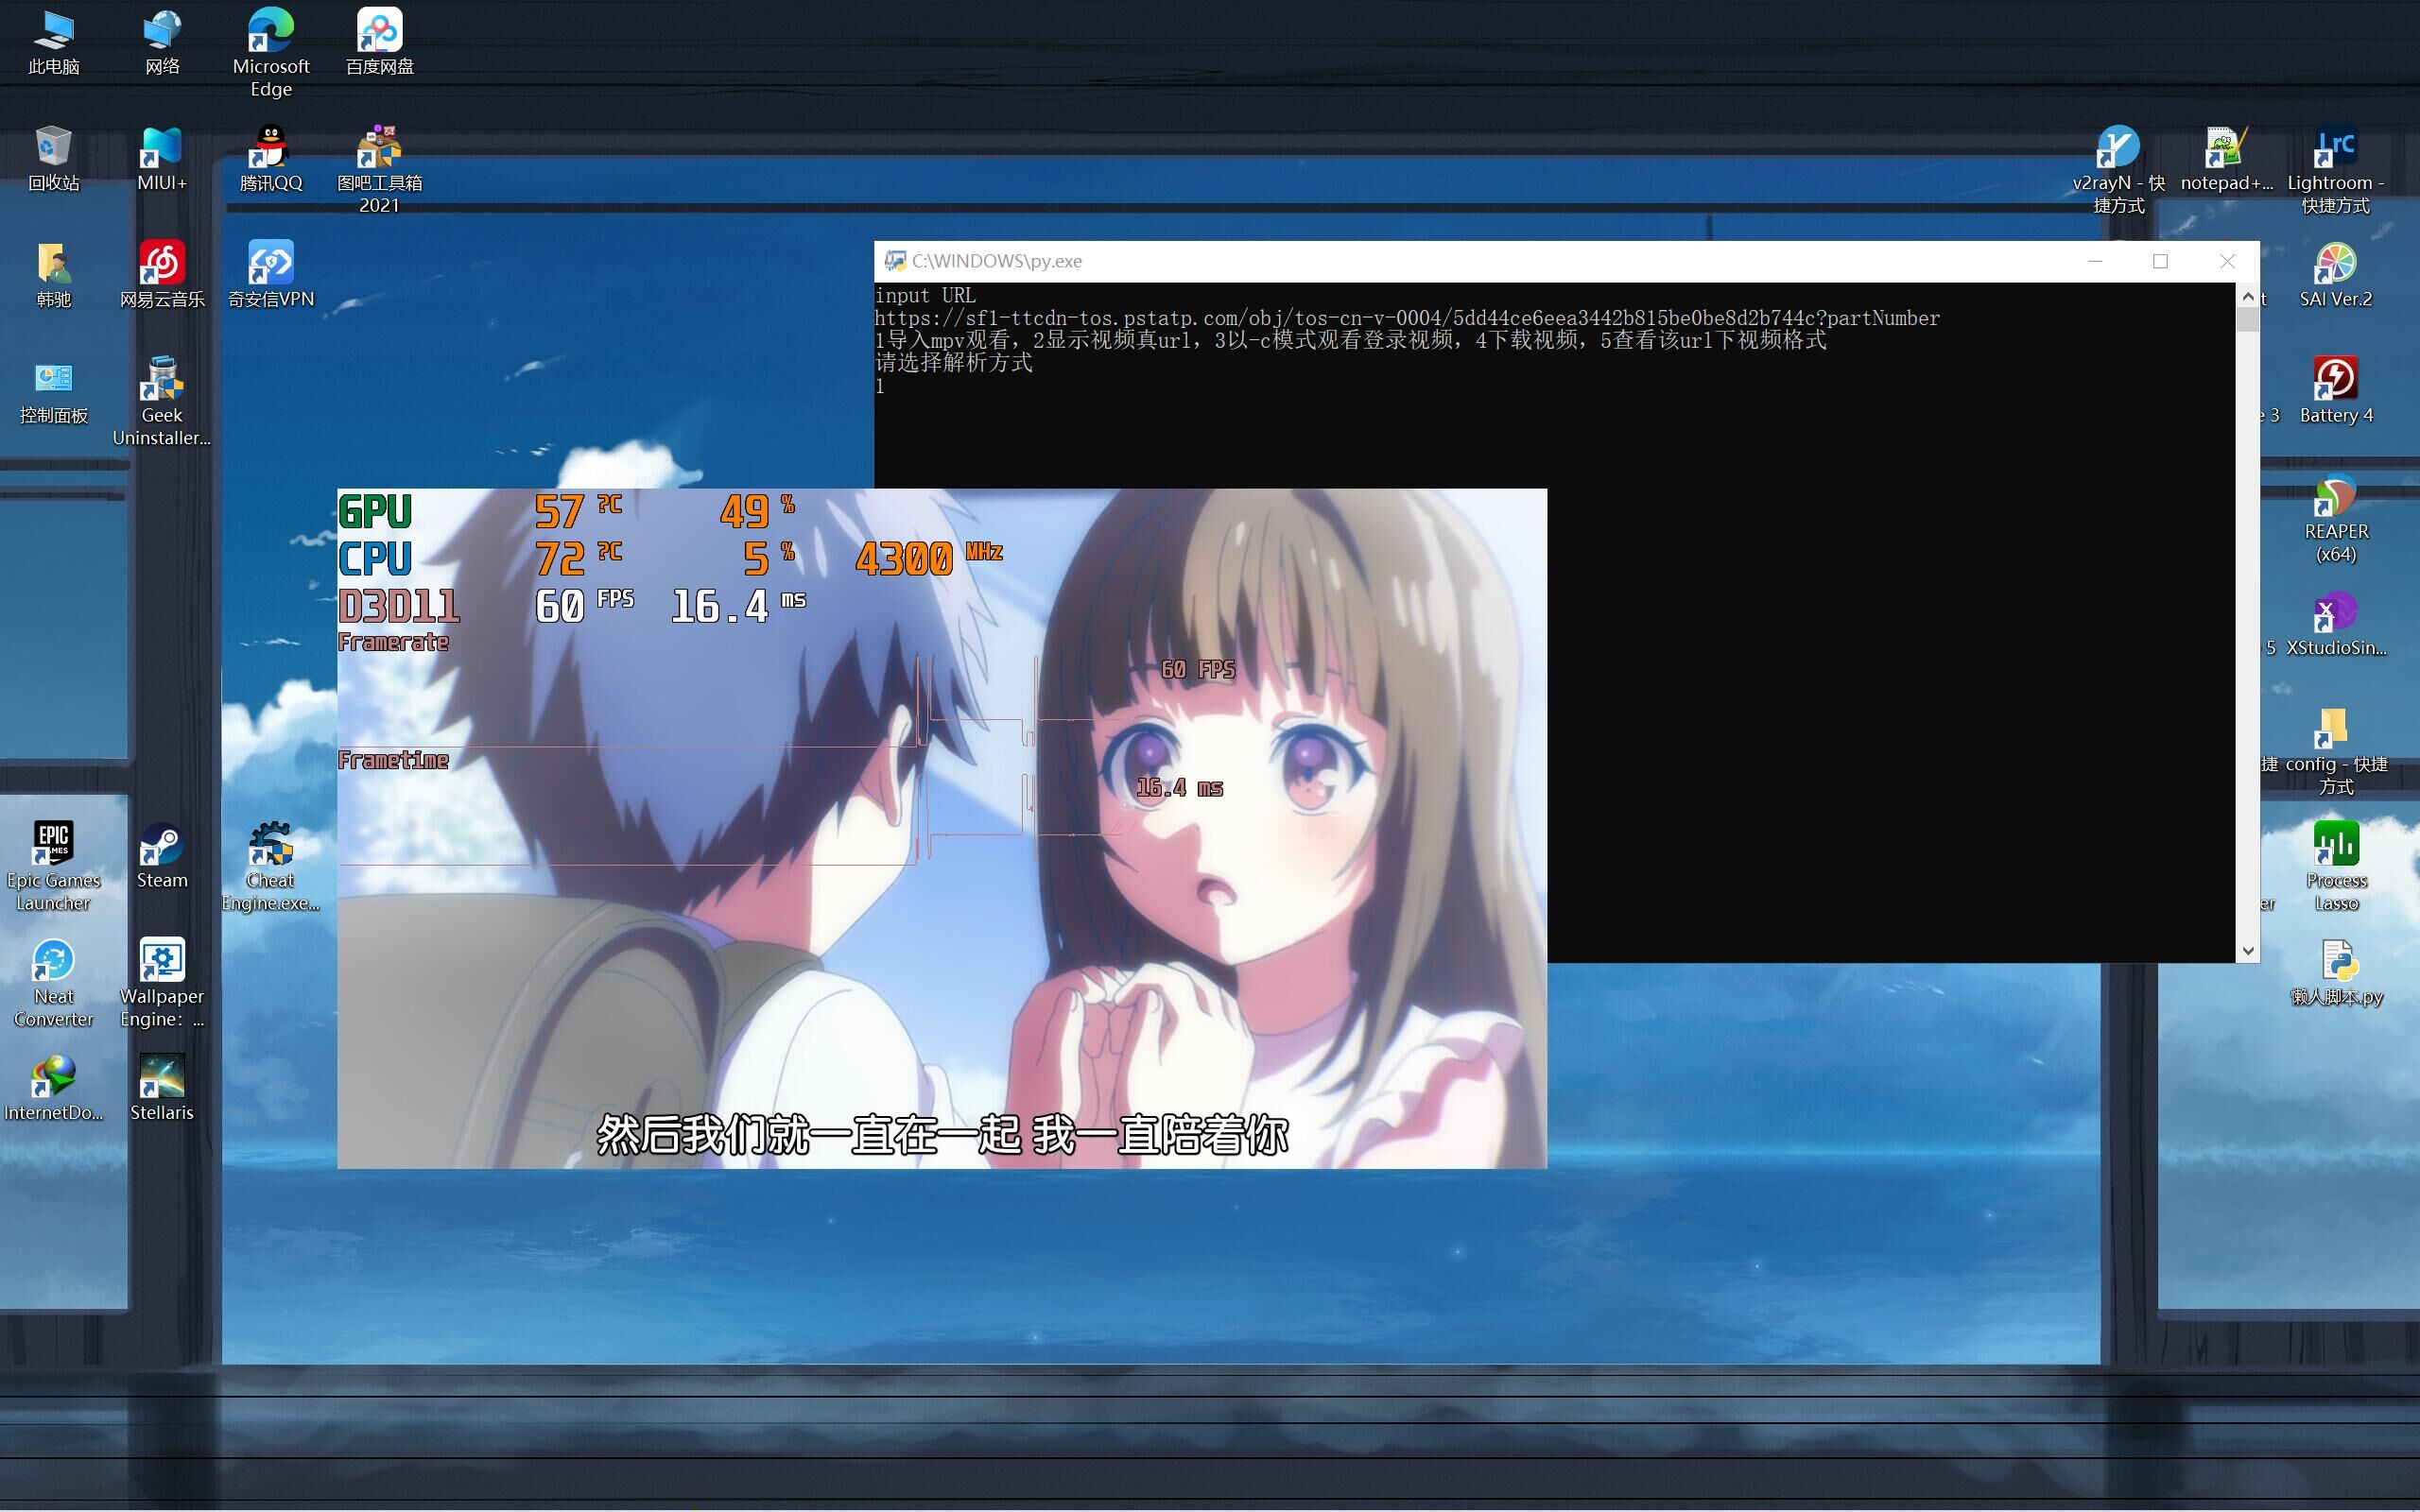 此电脑
网络
Microsoft
Edge
百度网盘
回收站
MIUI+
腾讯QQ
图吧工具箱
2021
韩驰
网易云音乐
奇安信VPN
控制面板
Geek
Uninstaller...
EPIC
GAMES
Epic Games
Launcher
Steam
Cheat
Engine.exe...
Neat
Converter
Wallpaper
Engine：...
InternetDo...
Stellaris
C:\WINDOWS\py.exe
input URL
https://sf1-ttcdn-tos.pstatp.com/obj/tos-cn-v-0004/5dd44ce6eea3442b815be0be8d2b744c?partNumber
1导入mpv观看，2显示视频真url，3以-c模式观看登录视频，4下载视频，5查看该url下视频格式
请选择解析方式
1
GPU 57 ?C 49 %
CPU 72 ?C 5 % 4300 MHz
D3D11 60 FPS 16.4 ms
Framerate
60 FPS
Frametime
16.4 ms
然后我们就一直在一起 我一直陪着你
v2rayN - 快
捷方式
notepad+...
LrC
Lightroom -
快捷方式
t
SAI Ver.2
e 3
Battery 4
REAPER
(x64)
5
X
XStudioSin...
捷
config - 快捷
方式
er
Process
Lasso
懒人脚本.py